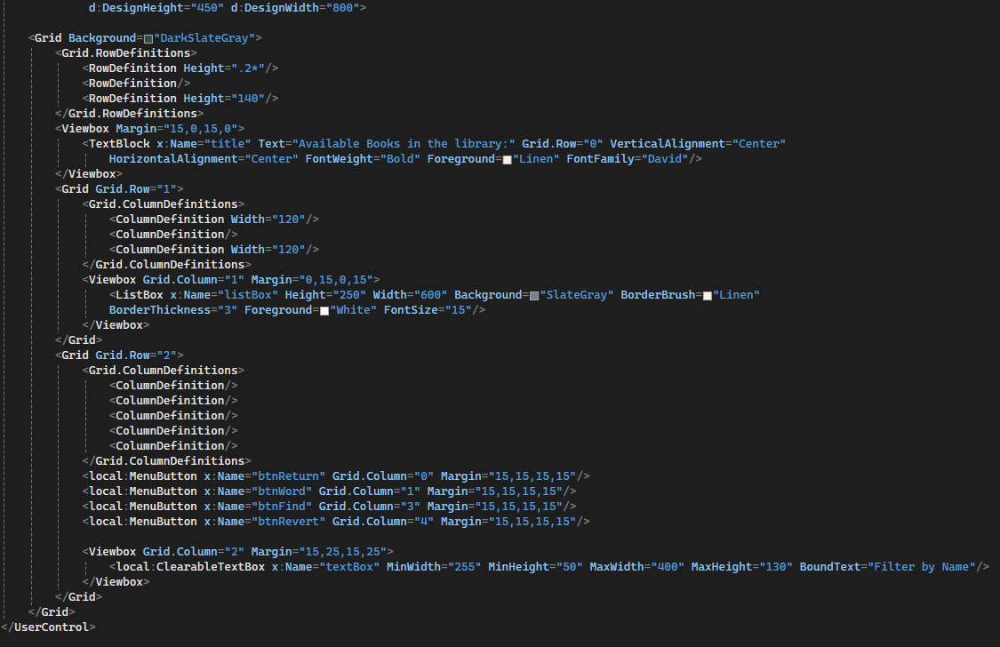 d:DesignHeight="450" d:DesignWidth="800">
<Grid Background="DarkSlateGray">
<Grid.RowDefinitions>
<RowDefinition Height=".2*"/>
<RowDefinition/>
<RowDefinition Height="140"/>
</Grid.RowDefinitions>
<Viewbox Margin="15,0,15,0">
<TextBlock x:Name="title" Text="Available Books in the library:" Grid.Row="0" VerticalAlignment="Center"
HorizontalAlignment="Center" FontWeight="Bold" Foreground="Linen" FontFamily="David"/>
</Viewbox>
<Grid Grid.Row="1">
<Grid.ColumnDefinitions>
<ColumnDefinition Width="120"/>
<ColumnDefinition/>
<ColumnDefinition Width="120"/>
</Grid.ColumnDefinitions>
<Viewbox Grid.Column="1" Margin="0,15,0,15">
<ListBox x:Name="listBox" Height="250" Width="600" Background="SlateGray" BorderBrush="Linen"
BorderThickness="3" Foreground="White" FontSize="15"/>
</Viewbox>
</Grid>
<Grid Grid.Row="2">
<Grid.ColumnDefinitions>
<ColumnDefinition/>
<ColumnDefinition/>
<ColumnDefinition/>
<ColumnDefinition/>
<ColumnDefinition/>
</Grid.ColumnDefinitions>
<local:MenuButton x:Name="btnReturn" Grid.Column="0" Margin="15,15,15,15"/>
<local:MenuButton x:Name="btnWord" Grid.Column="1" Margin="15,15,15,15"/>
<local:MenuButton x:Name="btnFind" Grid.Column="3" Margin="15,15,15,15"/>
<local:MenuButton x:Name="btnRevert" Grid.Column="4" Margin="15,15,15,15"/>
<Viewbox Grid.Column="2" Margin="15,25,15,25">
<local:ClearableTextBox x:Name="textBox" MinWidth="255" MinHeight="50" MaxWidth="400" MaxHeight="130" BoundText="Filter by Name"/>
</Viewbox>
</Grid>
</Grid>
</UserControl>